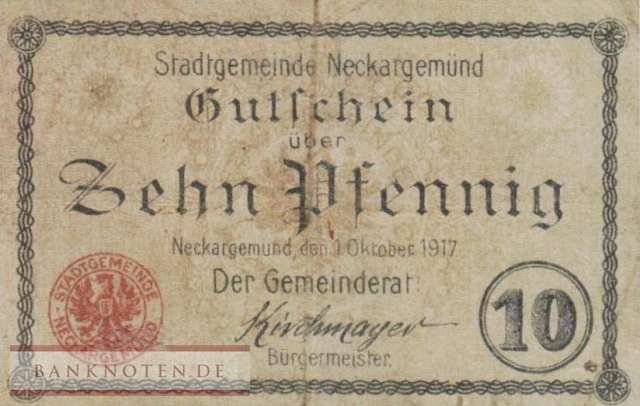 Stadtgemeinde Neckargemünd
Gutschein
über
Zehn Pfennig
Neckargemünd, den 1 Oktober 1917
Der Gemeinderat:
Kirchmayer
Bürgermeister.
10
STADTGEMEINDE
NECKARGEMÜND
BANKNOTEN.DE